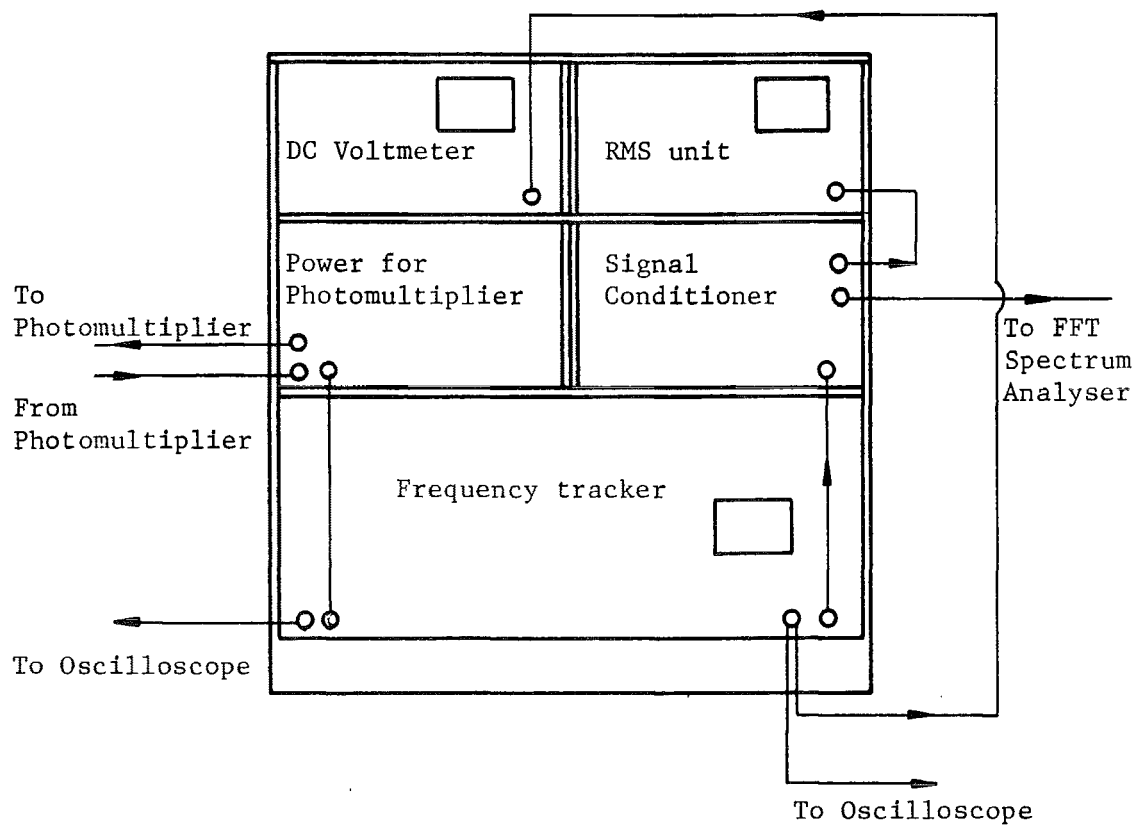 DC Voltmeter
RMS unit
Power for
Photomultiplier
Signal
Conditioner
To
Photomultiplier
To FFT
Spectrum
Analyser
From
Photomultiplier
Frequency tracker
To Oscilloscope
To Oscilloscope